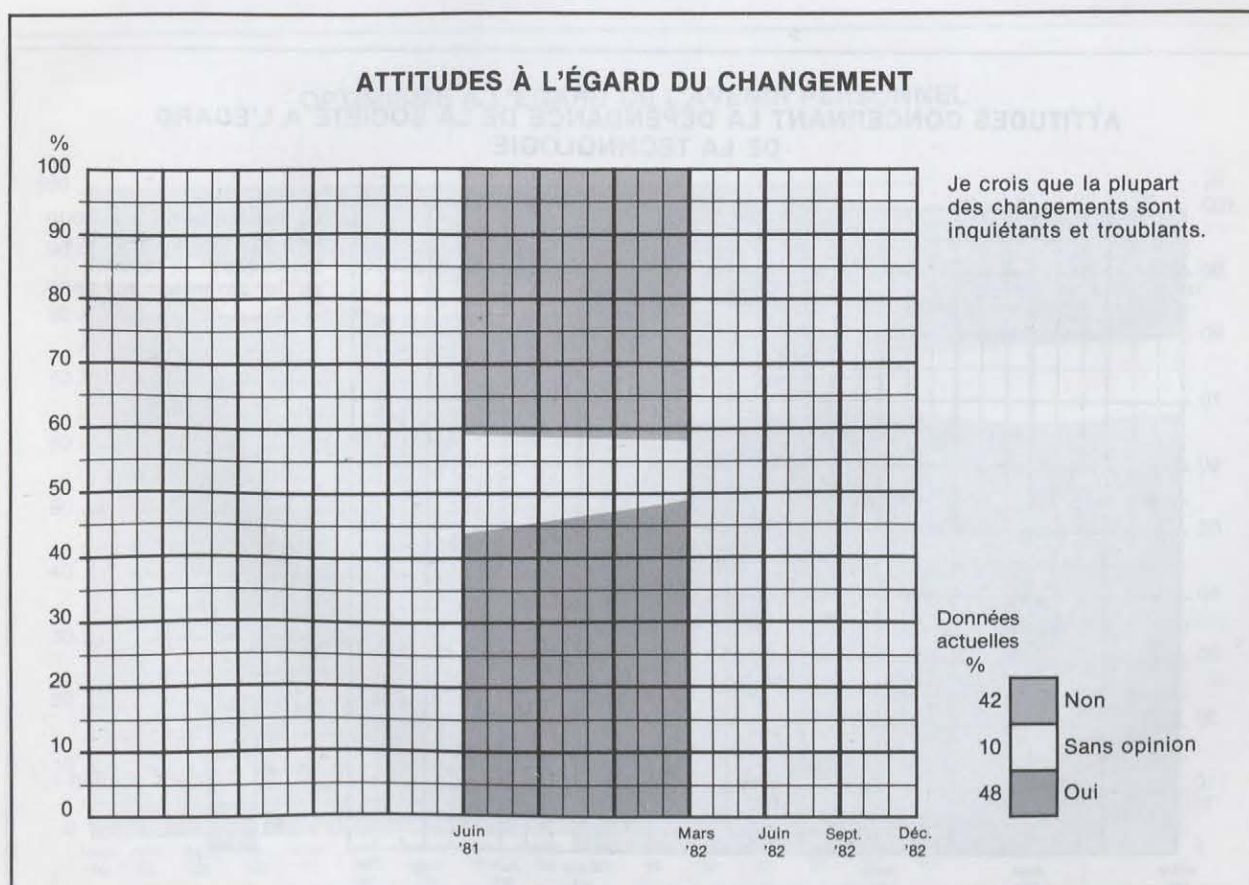 ATTITUDES À L'ÉGARD DU CHANGEMENT
%
100
90
80
70
60
50
40
30
20
10
0
Juin '81
Mars '82
Juin '82
Sept. '82
Déc. '82
Je crois que la plupart
des changements sont
inquiétants et troublants.
Données
actuelles
%
42 Non
10 Sans opinion
48 Oui